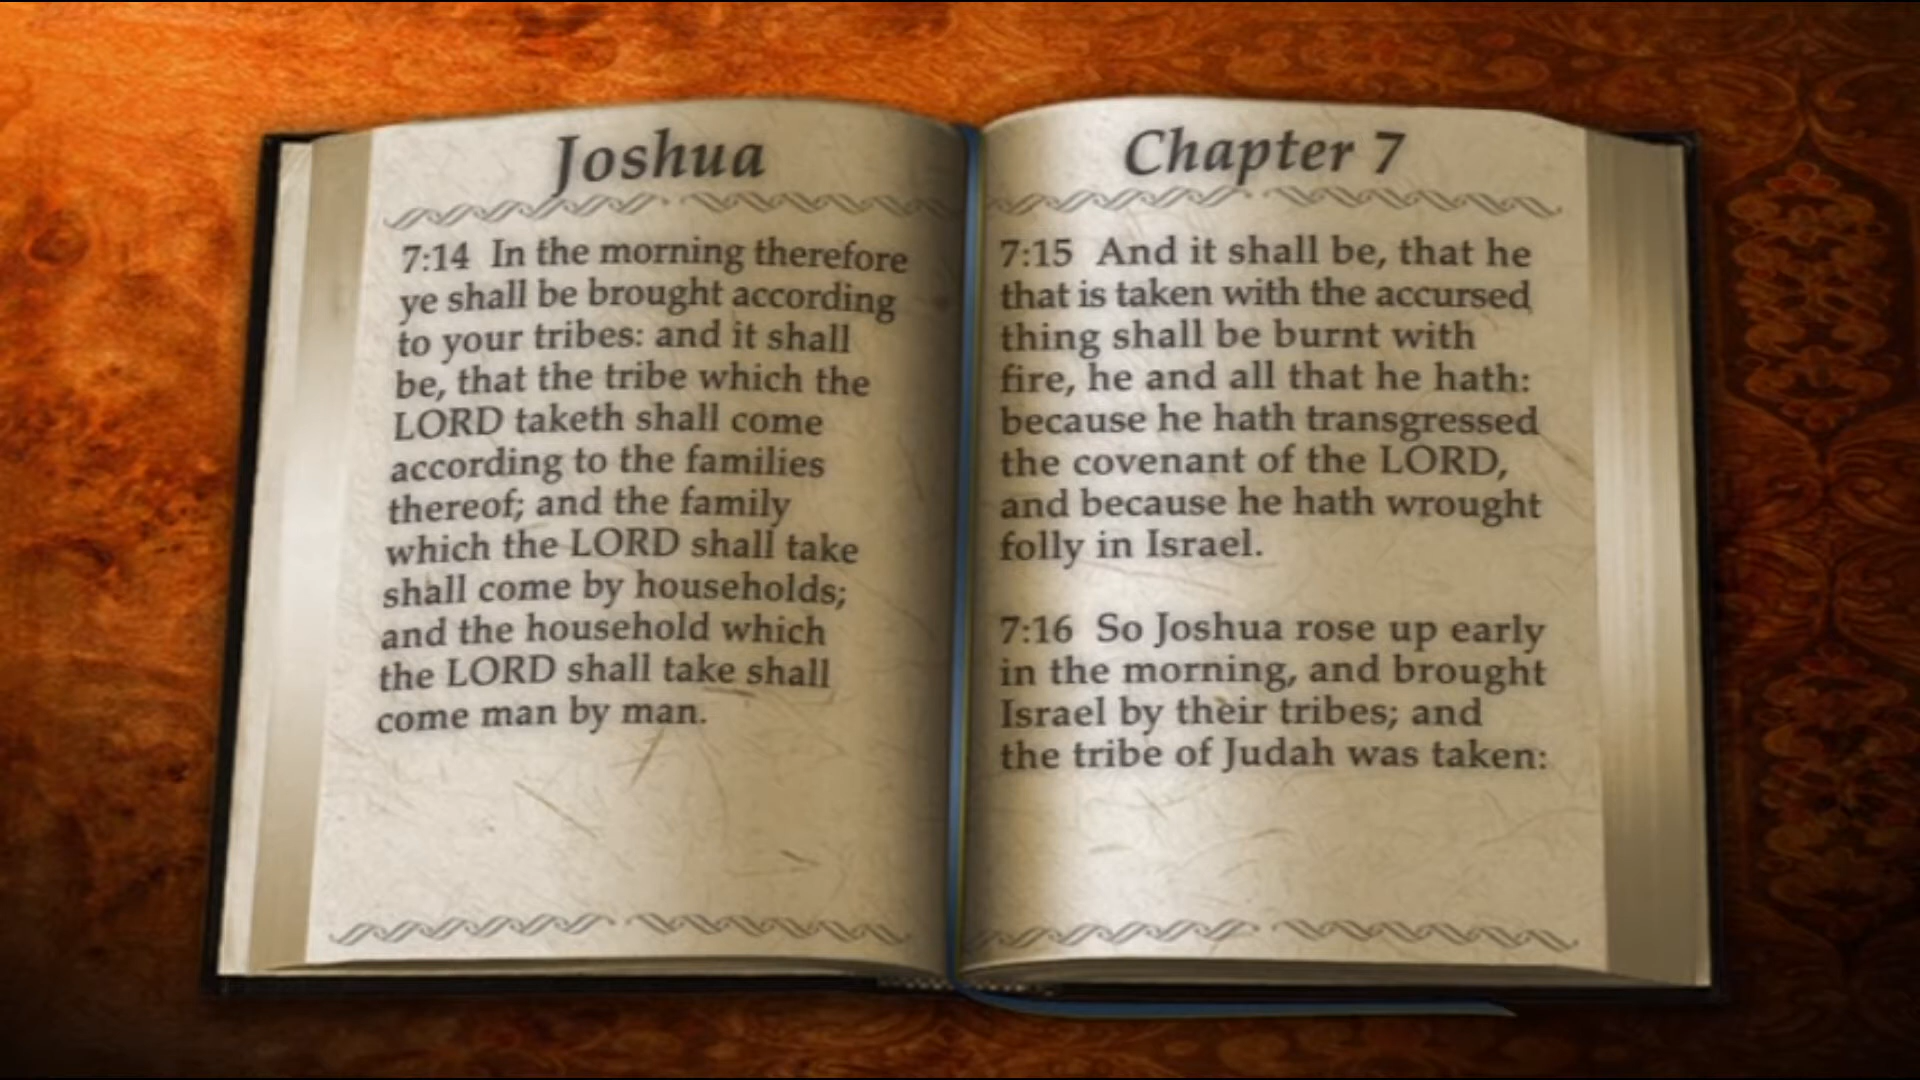 Joshua
7:14 In the morning therefore
ye shall be brought according
to your tribes: and it shall
be, that the tribe which the
LORD taketh shall come
according to the families
thereof; and the family
which the LORD shall take
shall come by households;
and the household which
the LORD shall take shall
come man by man.
Chapter 7
7:15 And it shall be, that he
that is taken with the accursed
thing shall be burnt with
fire, he and all that he hath:
because he hath transgressed
the covenant of the LORD,
and because he hath wrought
folly in Israel.
7:16 So Joshua rose up early
in the morning, and brought
Israel by their tribes; and
the tribe of Judah was taken: